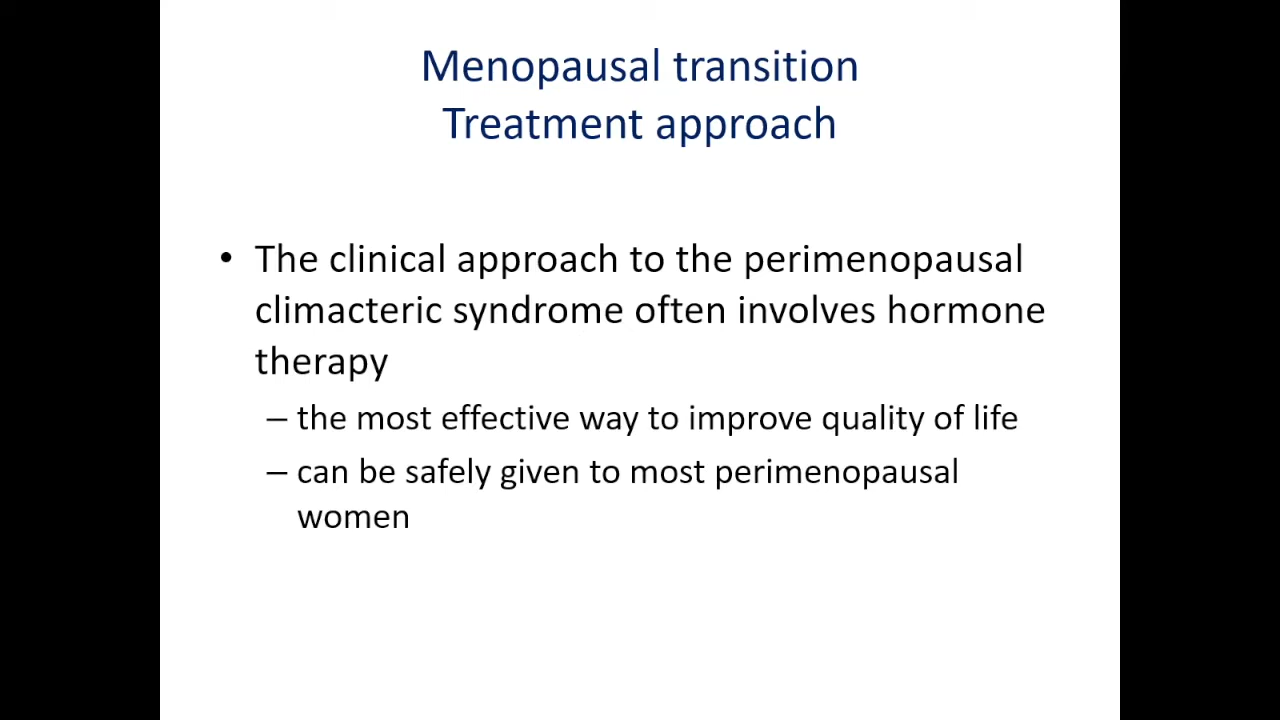 Menopausal transition
Treatment approach
• The clinical approach to the perimenopausal
climacteric syndrome often involves hormone
therapy
– the most effective way to improve quality of life
– can be safely given to most perimenopausal
women